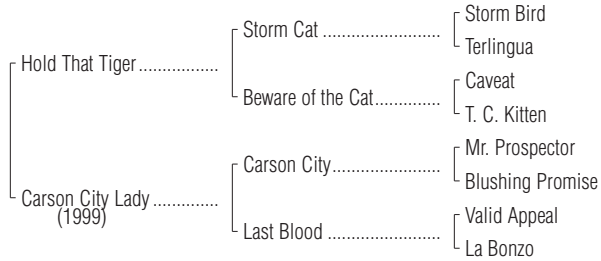 Storm Bird
Storm Cat ........................
Terlingua
Hold That Tiger ................
Caveat
Beware of the Cat..............
T. C. Kitten
Mr. Prospector
Carson City......................
Blushing Promise
Carson City Lady .............
(1999)
Valid Appeal
Last Blood .......................
La Bonzo